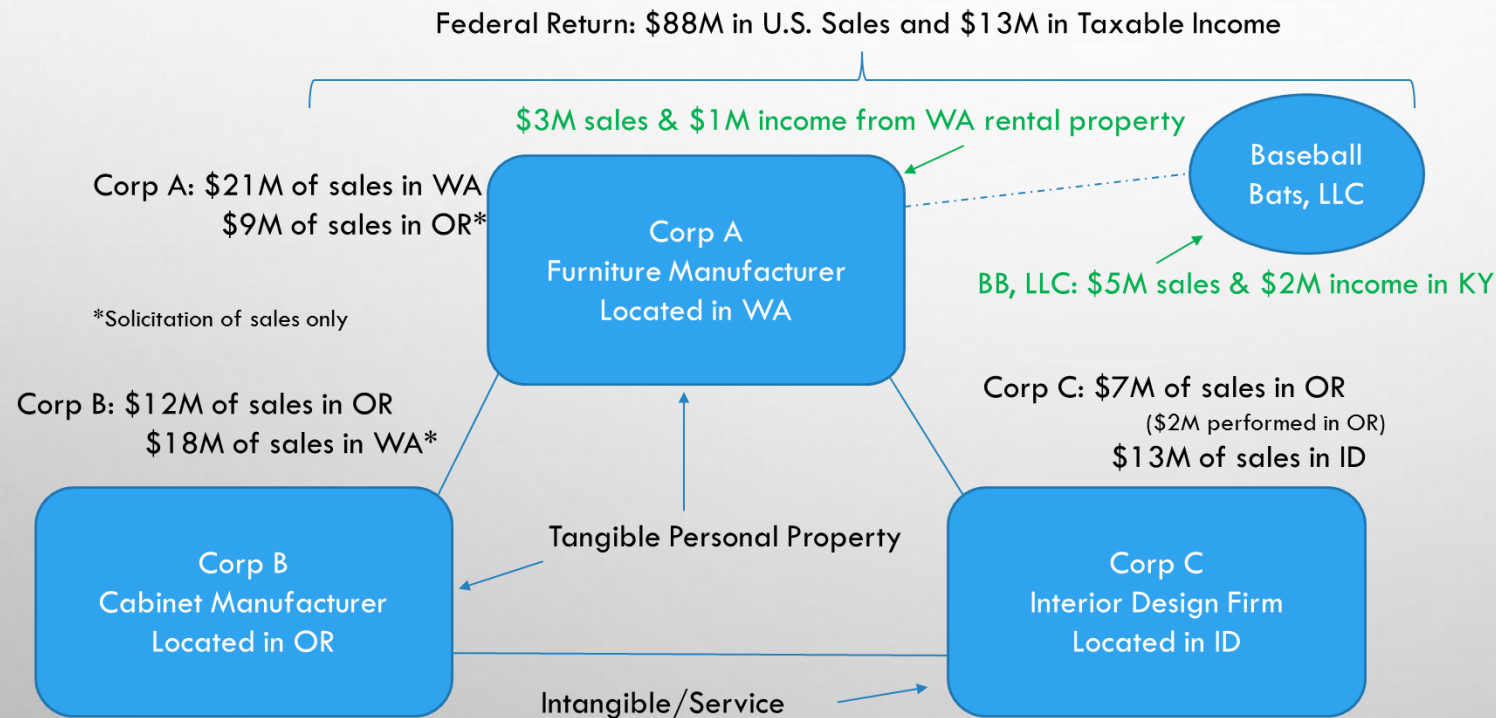 Federal Return: $88M in U.S. Sales and $13M in Taxable Income
$3M sales & $1M income from WA rental property
Baseball
Bats, LLC
Corp A: $21M of sales in WA
$9M of sales in OR*
Corp A
Furniture Manufacturer
Located in WA
BB, LLC: $5M sales & $2M income in KY
*Solicitation of sales only
Corp B: $12M of sales in OR
$18M of sales in WA*
Corp C: $7M of sales in OR
($2M performed in OR)
$13M of sales in ID
Tangible Personal Property
Corp B
Cabinet Manufacturer
Located in OR
Corp C
Interior Design Firm
Located in ID
Intangible/Service